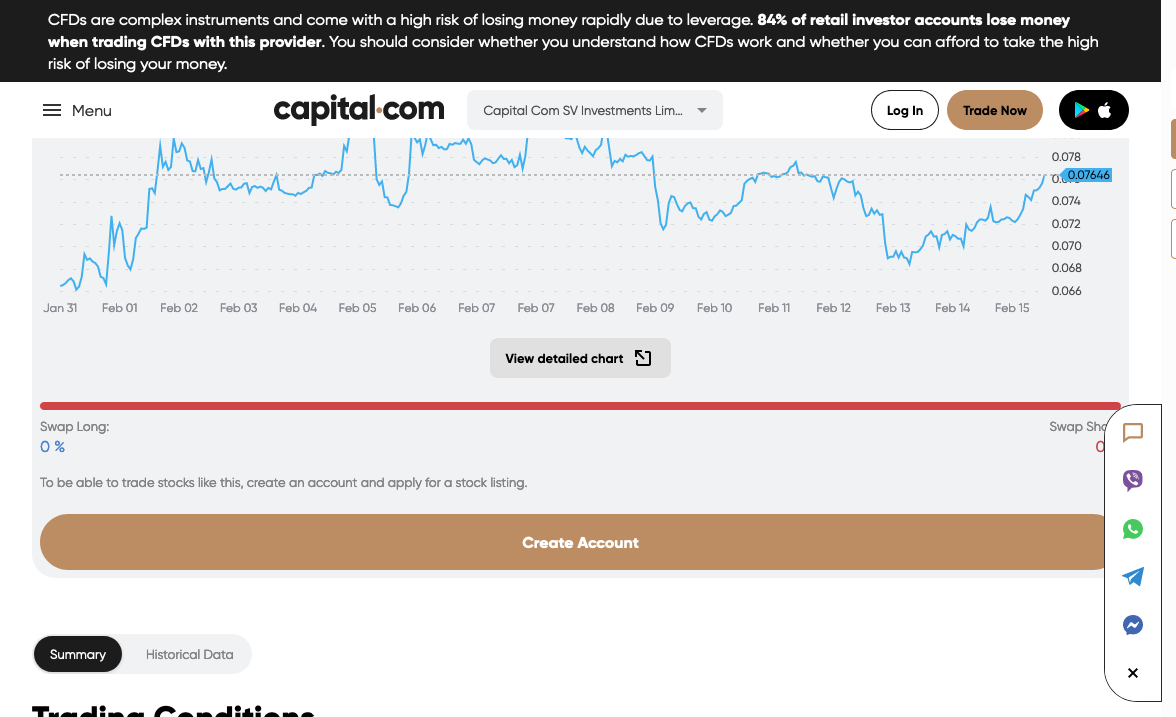 CFDs are complex instruments and come with a high risk of losing money rapidly due to leverage. 84% of retail investor accounts lose money
when trading CFDs with this provider. You should consider whether you understand how CFDs work and whether you can afford to take the high
risk of losing your money.
Menu
capital.com
Capital Com SV Investments Lim...
Log In
Trade Now
0.078
0.07646
0.074
0.072
0.070
0.068
0.066
Jan 31 Feb 01 Feb 02 Feb 03 Feb 04 Feb 05 Feb 06 Feb 07 Feb 07 Feb 08 Feb 09 Feb 10 Feb 11 Feb 12 Feb 13 Feb 14 Feb 15
View detailed chart
Swap Long:
Swap
0 %
0
To be able to trade stocks like this, create an account and apply for a stock listing.
Create Account
Summary
Historical Data
Trading Conditions